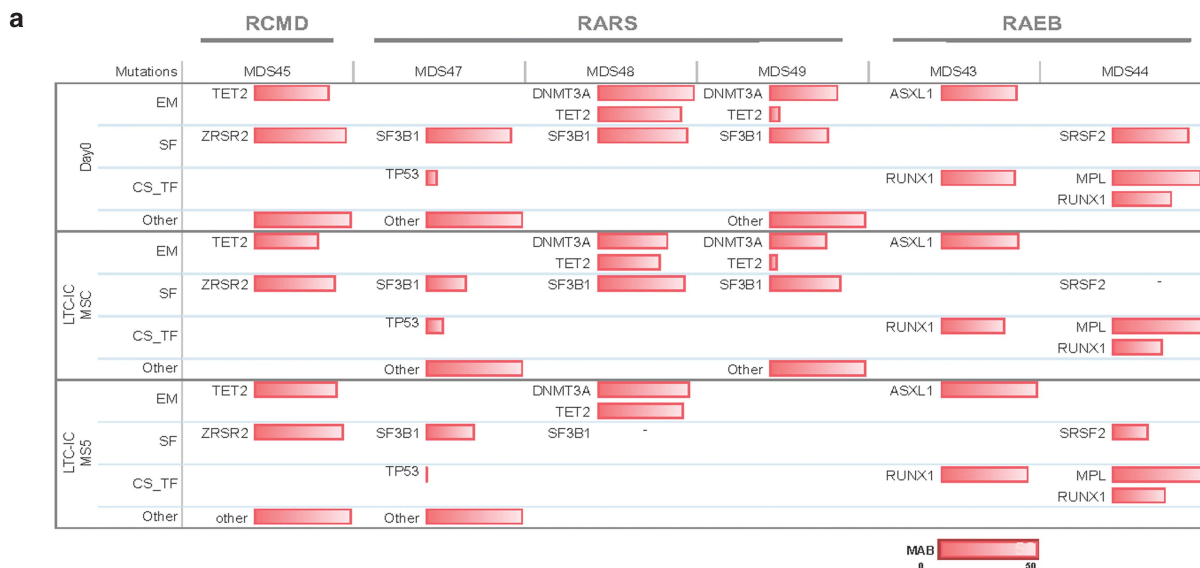 a
RCMD RARS RAEB
Mutations MDS45 MDS47 MDS48 MDS49 MDS43 MDS44
Day0
EM TET2 DNMT3A DNMT3A ASXL1
TET2 TET2
SF ZRSR2 SF3B1 SF3B1 SF3B1 SRSF2
CS_TF TP53 RUNX1 MPL
RUNX1
Other Other Other
LTC-IC
MSC
EM TET2 DNMT3A DNMT3A ASXL1
TET2 TET2
SF ZRSR2 SF3B1 SF3B1 SF3B1 SRSF2 -
CS_TF TP53 RUNX1 MPL
RUNX1
Other Other Other
LTC-IC
MS5
EM TET2 DNMT3A ASXL1
TET2
SF ZRSR2 SF3B1 SF3B1 - SRSF2
CS_TF TP53 RUNX1 MPL
RUNX1
Other other Other
MAB
0 50